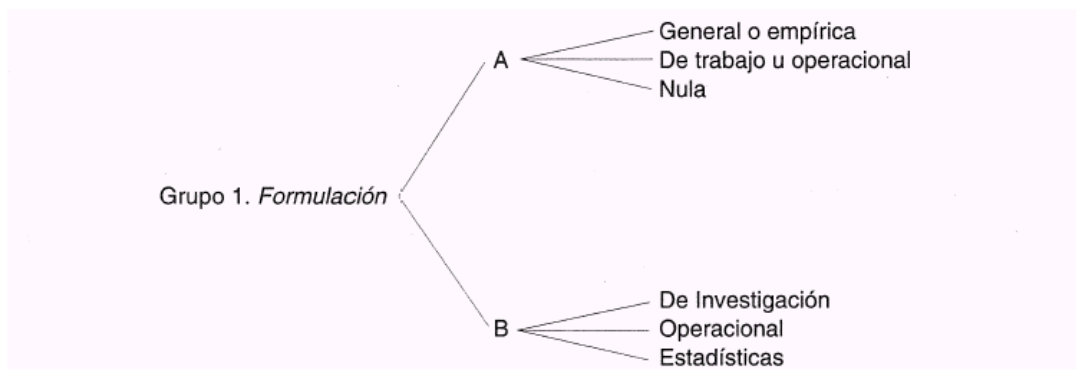 General o empírica
A
De trabajo u operacional
Nula
Grupo 1. Formulación
De Investigación
B
Operacional
Estadísticas